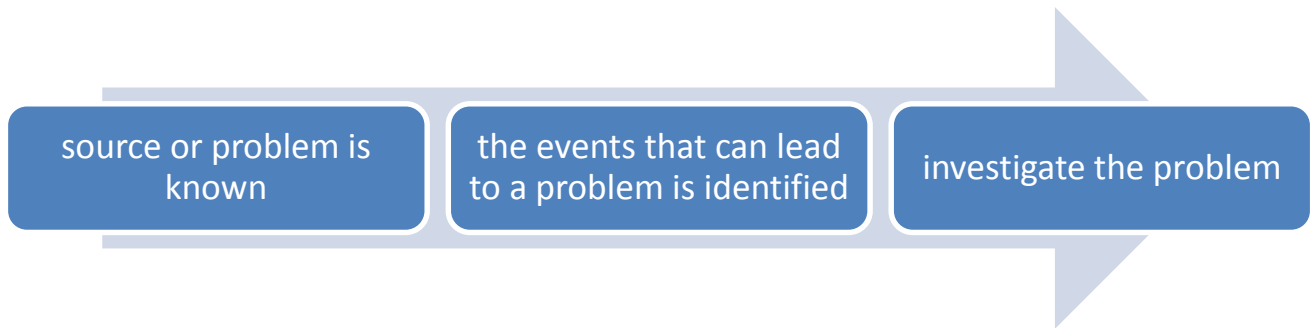 source or problem is
known
the events that can lead
to a problem is identified
investigate the problem